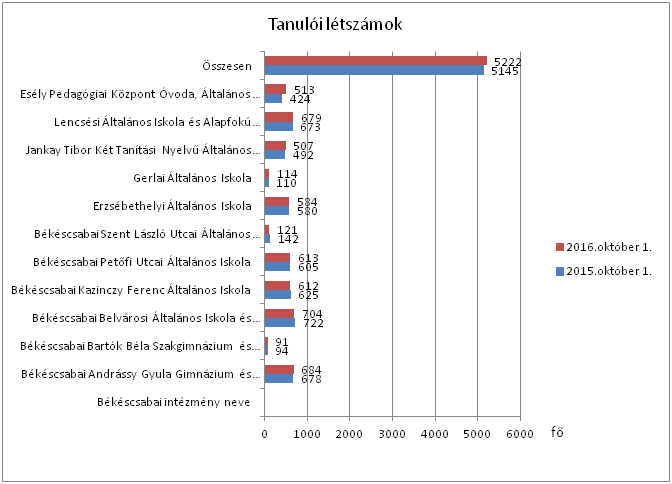 Tanulói létszámok
Összesen
5222
5145
Esély Pedagógiai Központ Óvoda, Általános...
513
424
Lencsési Általános Iskola és Alapfokú...
679
673
Jankay Tibor Két Tanítási Nyelvű Általános...
507
492
Gerlai Általános Iskola
114
110
Erzsébethelyi Általános Iskola
584
580
Békéscsabai Szent László Utcai Általános...
121
142
Békéscsabai Petőfi Utcai Általános Iskola
613
605
Békéscsabai Kazinczy Ferenc Általános Iskola
612
625
Békéscsabai Belvárosi Általános Iskola és...
704
722
Békéscsabai Bartók Béla Szakgimnázium és...
91
94
Békéscsabai Andrássy Gyula Gimnázium és...
684
678
Békéscsabai intézmény neve
2016.október 1.
2015.október 1.
0 1000 2000 3000 4000 5000 6000 fő